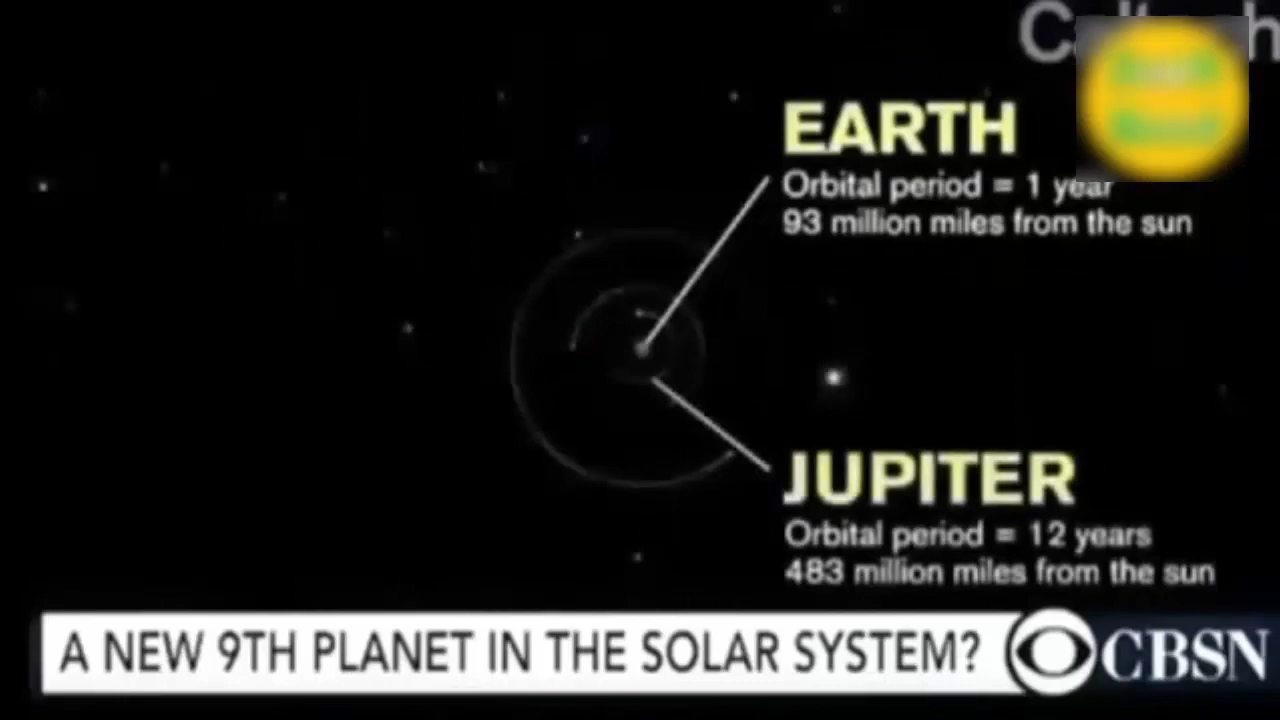 EARTH
Orbital period = 1 year
93 million miles from the sun
JUPITER
Orbital period = 12 years
483 million miles from the sun
A NEW 9TH PLANET IN THE SOLAR SYSTEM?
CBSN